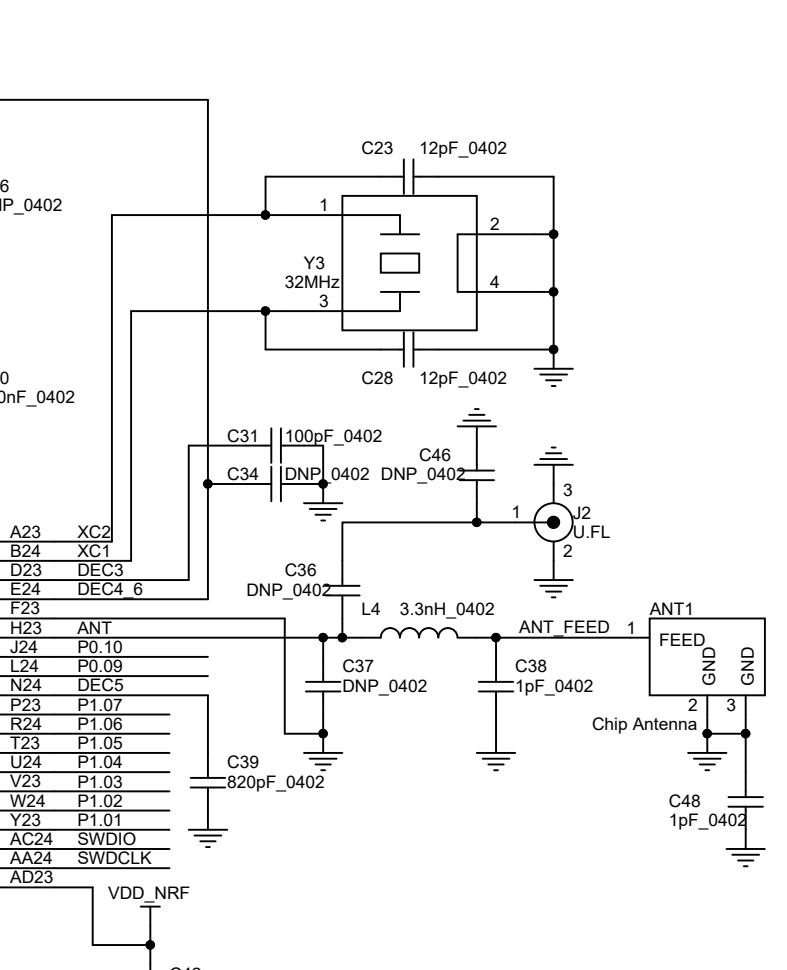 C23 12pF_0402
6
IP_0402
1
2
Y3
32MHz
4
3
0
0nF_0402
C28 12pF_0402
C31 100pF_0402
C34 DNP_0402
C46
DNP_0402
3
1
J2
U.FL
2
A23 XC2
B24 XC1
D23 DEC3
E24 DEC4_6
F23
H23 ANT
J24 P0.10
L24 P0.09
N24 DEC5
P23 P1.07
R24 P1.06
T23 P1.05
U24 P1.04
V23 P1.03
W24 P1.02
Y23 P1.01
AC24 SWDIO
AA24 SWDCLK
AD23
C36
DNP_0402
L4 3.3nH_0402
ANT_FEED 1
ANT1
FEED
GND
GND
C37
DNP_0402
C38
1pF_0402
2 3
Chip Antenna
C39
820pF_0402
C48
1pF_0402
VDD_NRF